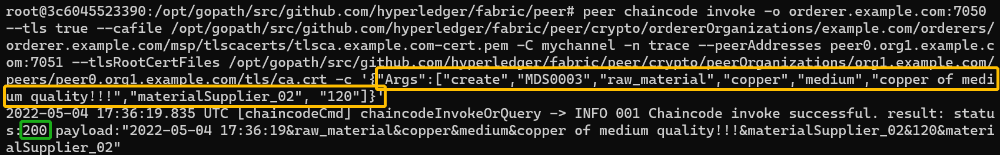 root@3c6045523390:/opt/gopath/src/github.com/hyperledger/fabric/peer# peer chaincode invoke -o orderer.example.com:7050
--tls true --cafile /opt/gopath/src/github.com/hyperledger/fabric/peer/crypto/ordererOrganizations/example.com/orderers/
orderer.example.com/msp/tlscacerts/tlsca.example.com-cert.pem -C mychannel -n trace --peerAddresses peer0.org1.example.c
om:7051 --tlsRootCertFiles /opt/gopath/src/github.com/hyperledger/fabric/peer/crypto/peerOrganizations/org1.example.com/
peers/peer0.org1.example.com/tls/ca.crt -c '{"Args":["create","MDS0003","raw_material","copper","medium","copper of medi
um quality!!!","materialSupplier_02", "120"]}'
2022-05-04 17:36:19.835 UTC [chaincodeCmd] chaincodeInvokeOrQuery -> INFO 001 Chaincode invoke successful. result: statu
s:200 payload:"2022-05-04 17:36:19&raw_material&copper&medium&copper of medium quality!!!&materialSupplier_02&120&materi
alSupplier_02"